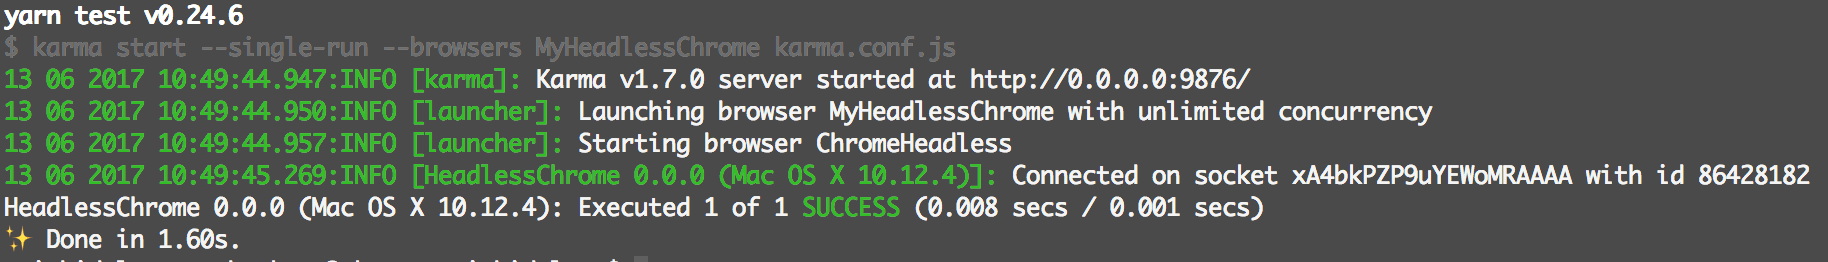 yarn test v0.24.6
$ karma start --single-run --browsers MyHeadlessChrome karma.conf.js
13 06 2017 10:49:44.947:INFO [karma]: Karma v1.7.0 server started at http://0.0.0.0:9876/
13 06 2017 10:49:44.950:INFO [launcher]: Launching browser MyHeadlessChrome with unlimited concurrency
13 06 2017 10:49:44.957:INFO [launcher]: Starting browser ChromeHeadless
13 06 2017 10:49:45.269:INFO [HeadlessChrome 0.0.0 (Mac OS X 10.12.4)]: Connected on socket xA4bkPZP9uYEWoMRAAAA with id 86428182
HeadlessChrome 0.0.0 (Mac OS X 10.12.4): Executed 1 of 1 SUCCESS (0.008 secs / 0.001 secs)
✨ Done in 1.60s.